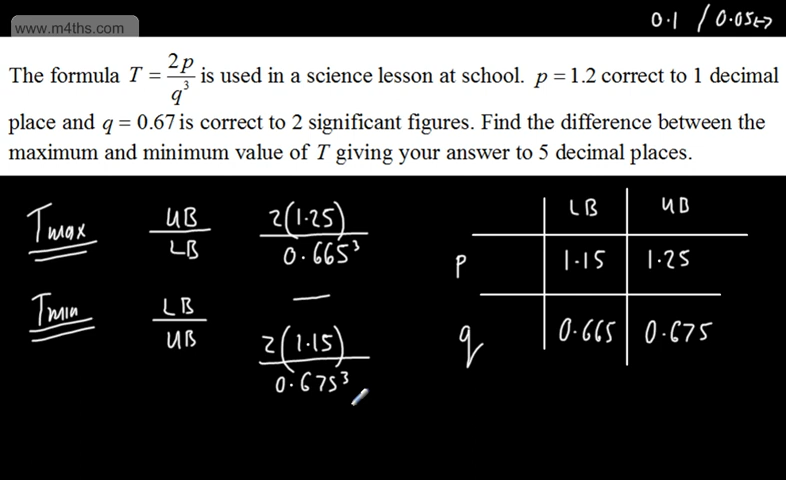 www.m4ths.com
0.1 / 0.05↔
The formula T = 2p/q³ is used in a science lesson at school. p = 1.2 correct to 1 decimal
place and q = 0.67 is correct to 2 significant figures. Find the difference between the
maximum and minimum value of T giving your answer to 5 decimal places.
Tmax UB/LB 2(1.25)/0.665³
—
Tmin LB/UB 2(1.15)/0.675³
LB UB
p 1.15 1.25
q 0.665 0.675